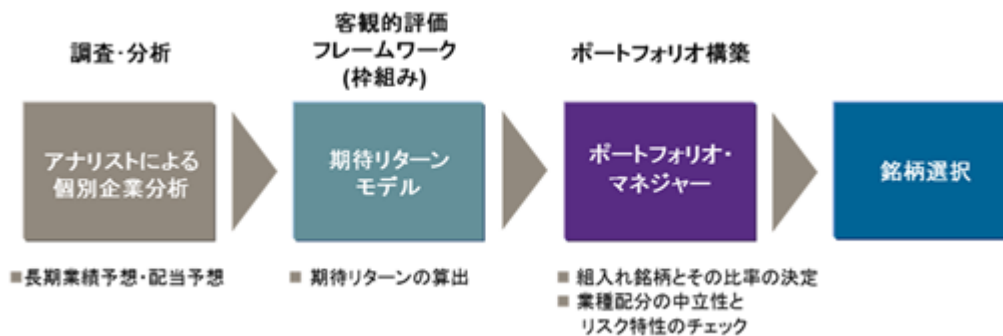 調査・分析
客観的評価
フレームワーク
(枠組み)
ポートフォリオ構築
アナリストによる
個別企業分析
期待リターン
モデル
ポートフォリオ・
マネジャー
銘柄選択
■長期業績予想・配当予想
■ 期待リターンの算出
■ 組入れ銘柄とその比率の決定
■ 業種配分の中立性と
リスク特性のチェック